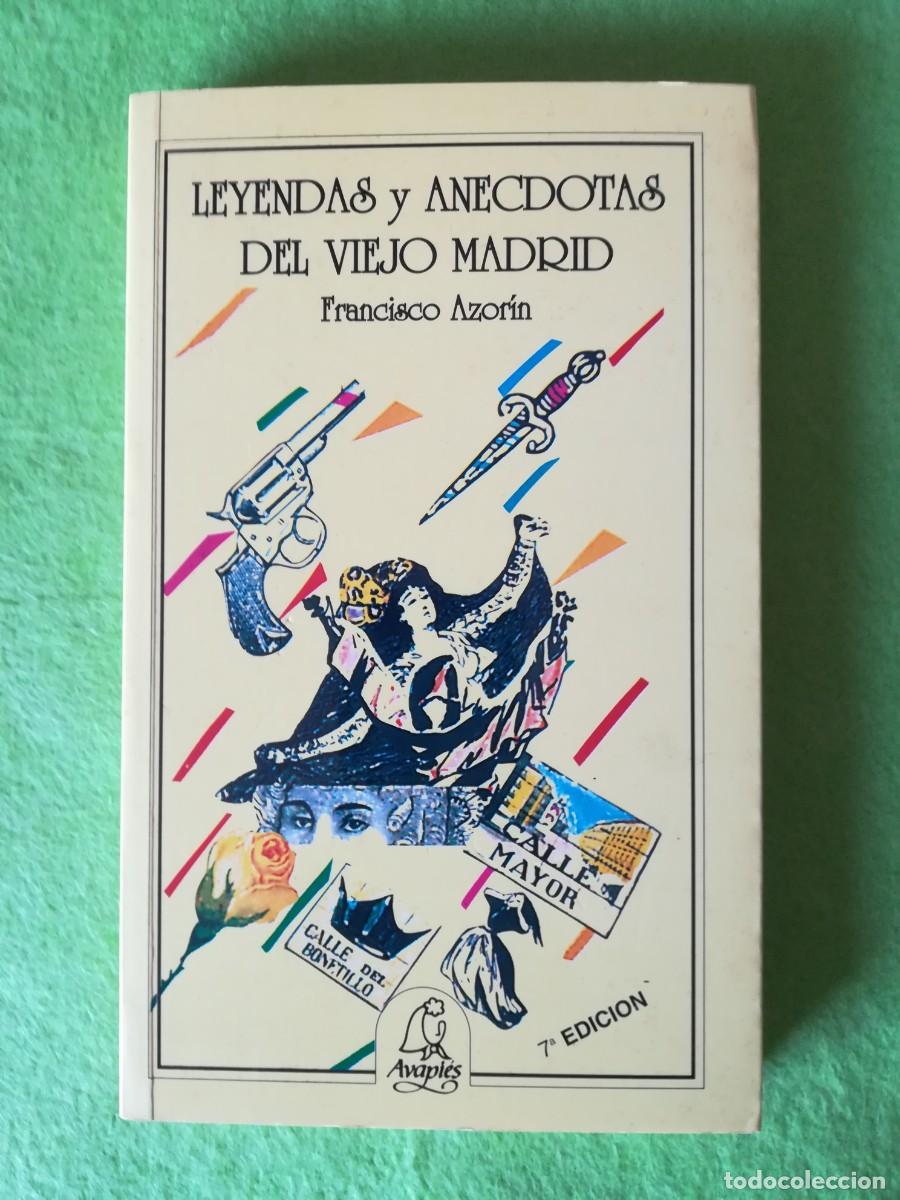 LEYENDAS y ANECDOTAS
DEL VIEJO MADRID
Francisco Azorín
CALLE
MAYOR
CALLE DEL
BONETILLO
7ª EDICION
Avapiés
todocoleccion